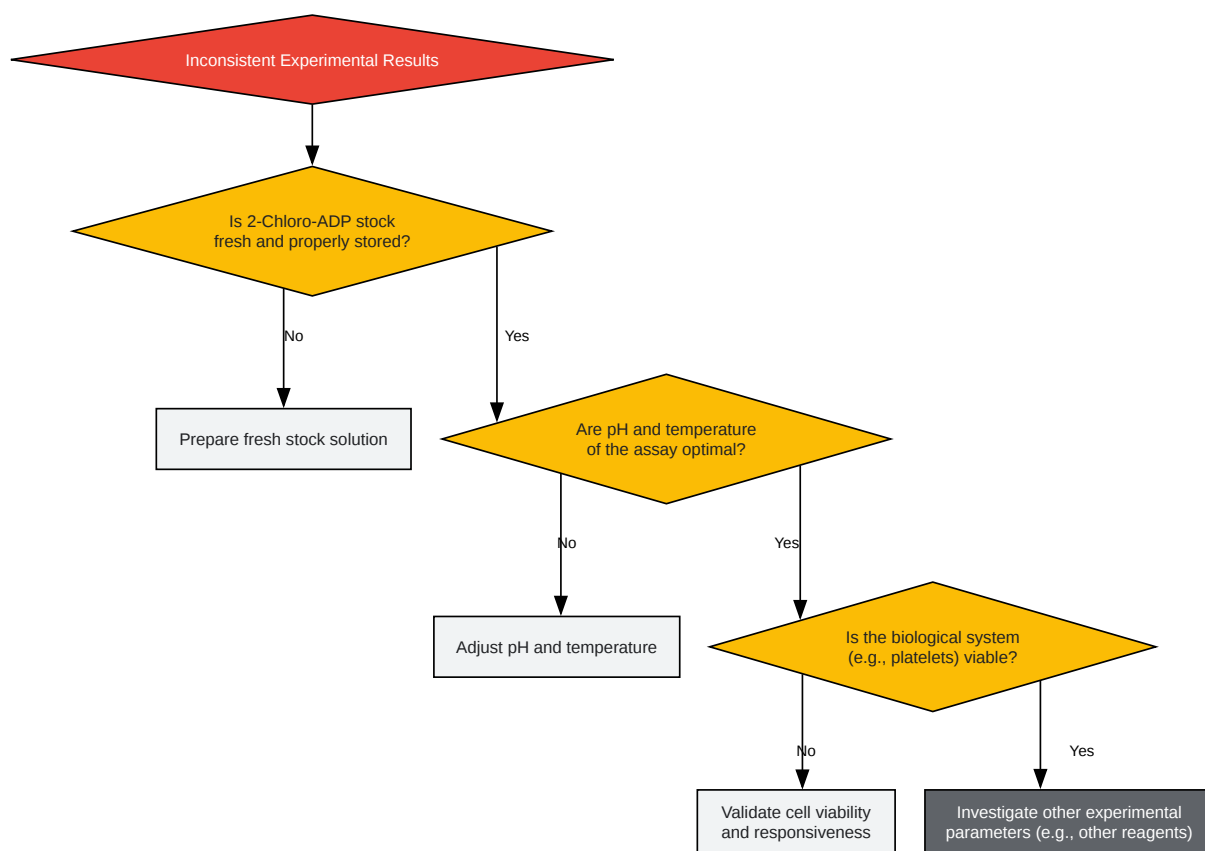 Inconsistent Experimental Results
Is 2-Chloro-ADP stock
fresh and properly stored?
No
Yes
Prepare fresh stock solution
Are pH and temperature
of the assay optimal?
No
Yes
Adjust pH and temperature
Is the biological system
(e.g., platelets) viable?
No
Yes
Validate cell viability
and responsiveness
Investigate other experimental
parameters (e.g., other reagents)